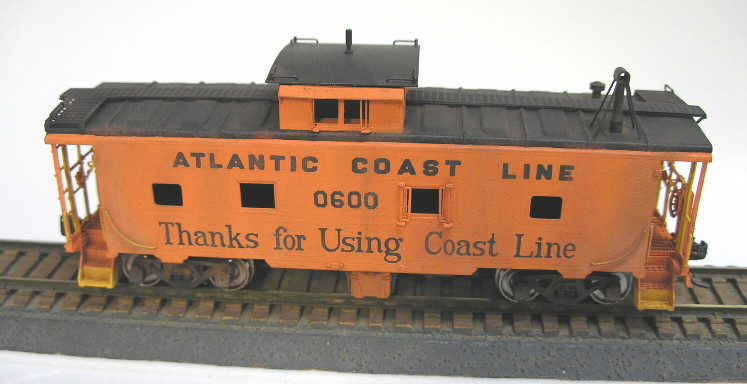 ATLANTIC COAST LINE
0600
Thanks for Using Coast Line